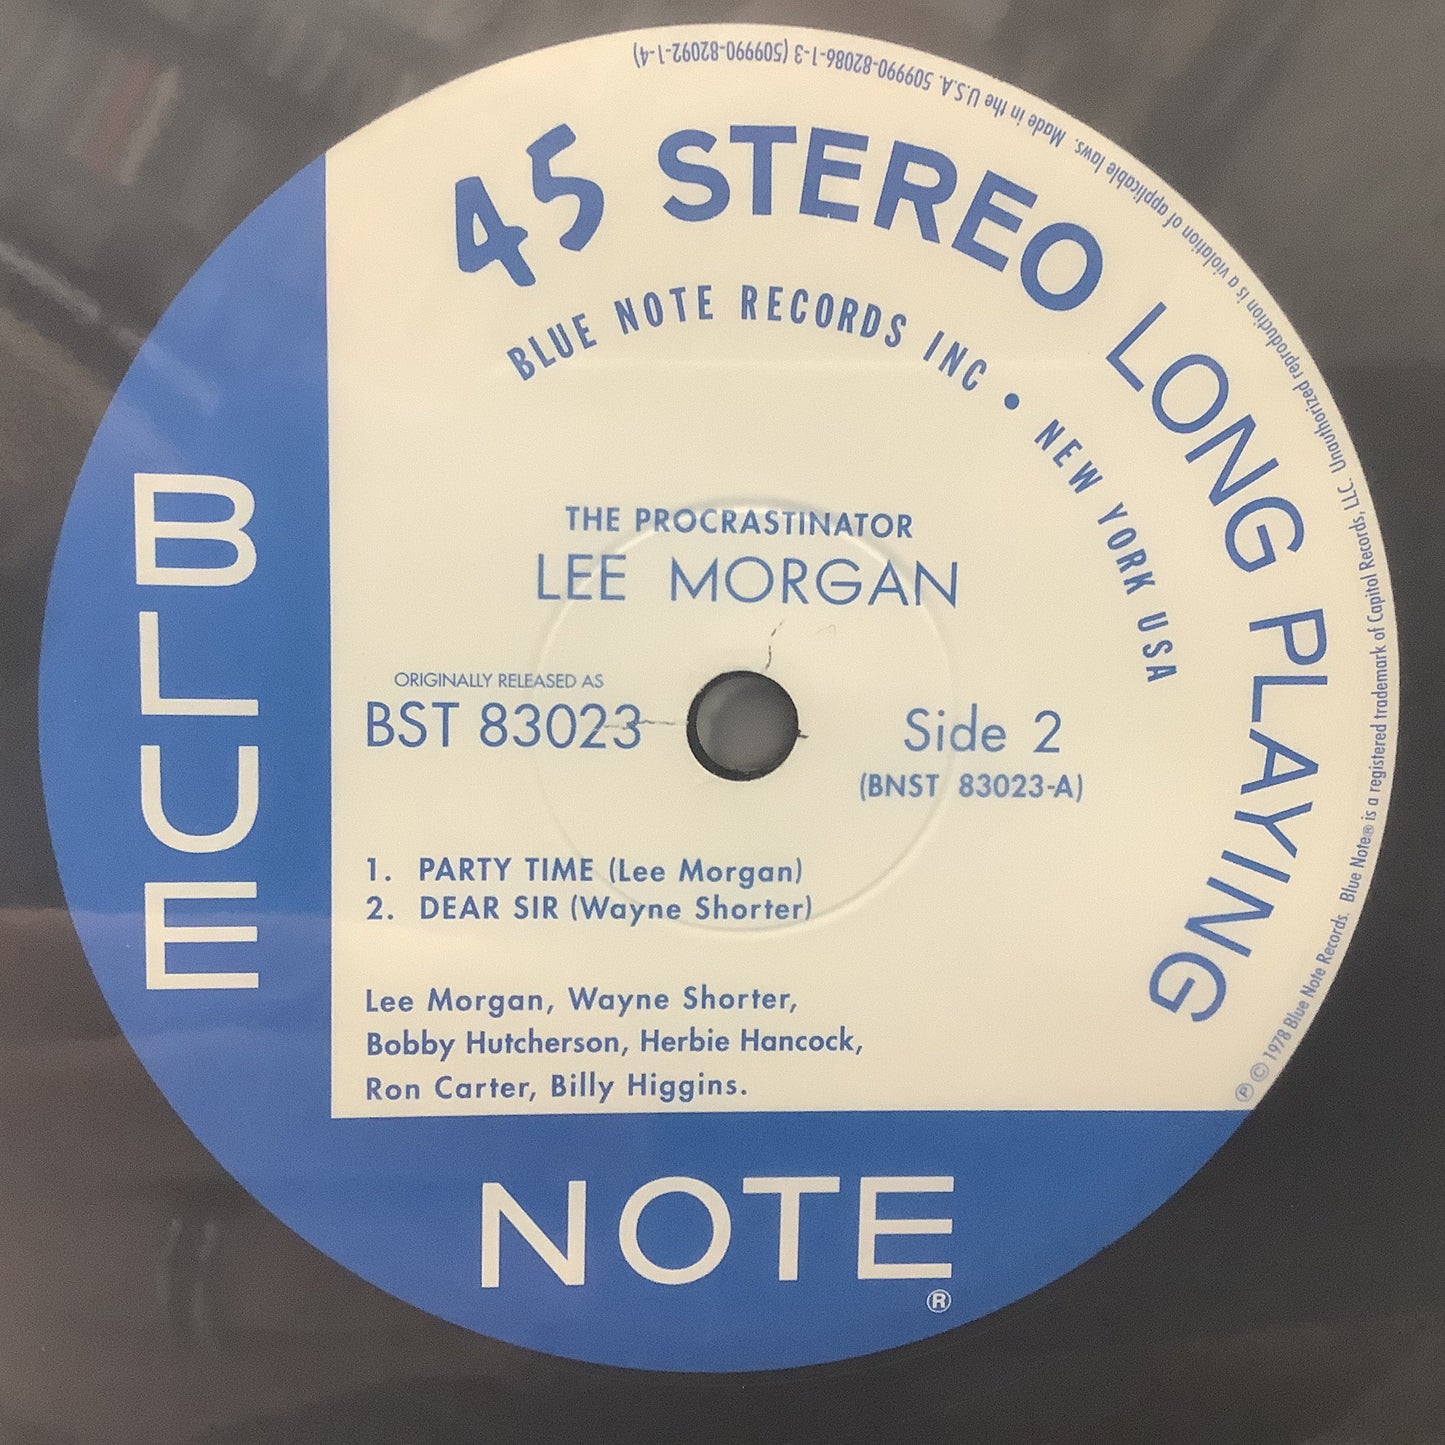 45 STEREO LONG PLAYING
BLUE NOTE RECORDS INC • NEW YORK USA
THE PROCRASTINATOR
LEE MORGAN
ORIGINALLY RELEASED AS
BST 83023
Side 2
(BNST 83023-A)
1. PARTY TIME (Lee Morgan)
2. DEAR SIR (Wayne Shorter)
Lee Morgan, Wayne Shorter,
Bobby Hutcherson, Herbie Hancock,
Ron Carter, Billy Higgins.
BLUE
NOTE®
℗ © 1978 Blue Note Records. Blue Note® is a registered trademark of Capitol Records, LLC. Unauthorized reproduction is a violation of applicable laws. Made in the U.S.A. 509990-82086-1-3 (509990-82092-1-4)